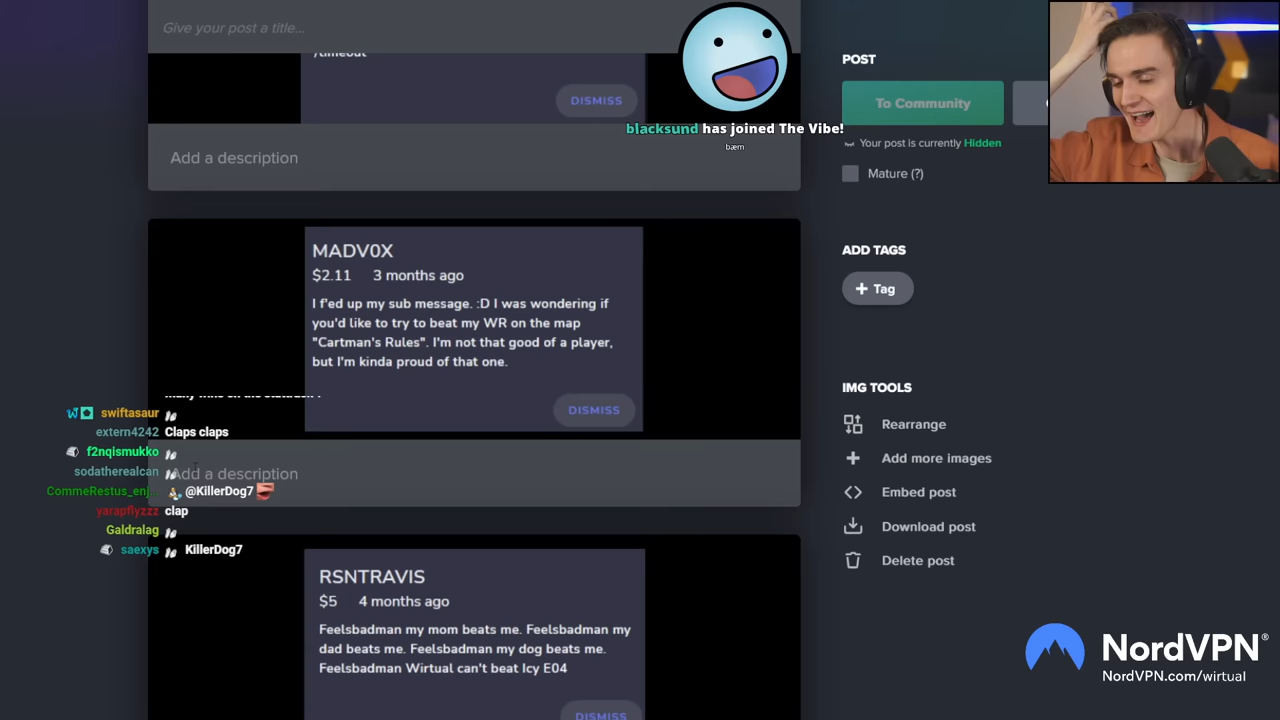 Give your post a title...
/timeout
DISMISS
blacksund has joined The Vibe!
bæm
Add a description
MADV0X
$2.11 3 months ago
I f'ed up my sub message. :D I was wondering if
you'd like to try to beat my WR on the map
"Cartman's Rules". I'm not that good of a player,
but I'm kinda proud of that one.
DISMISS
Add a description
swiftasaur
extern4242 Claps claps
f2nqismukko
sodatherealcan
CommeRestus_enj... @KillerDog7
yarapflyzzz clap
Galdralag
saexys KillerDog7
RSNTRAVIS
$5 4 months ago
Feelsbadman my mom beats me. Feelsbadman my
dad beats me. Feelsbadman my dog beats me.
Feelsbadman Wirtual can't beat Icy E04
DISMISS
POST
To Community
Your post is currently Hidden
Mature (?)
ADD TAGS
+ Tag
IMG TOOLS
Rearrange
Add more images
Embed post
Download post
Delete post
NordVPN®
NordVPN.com/wirtual